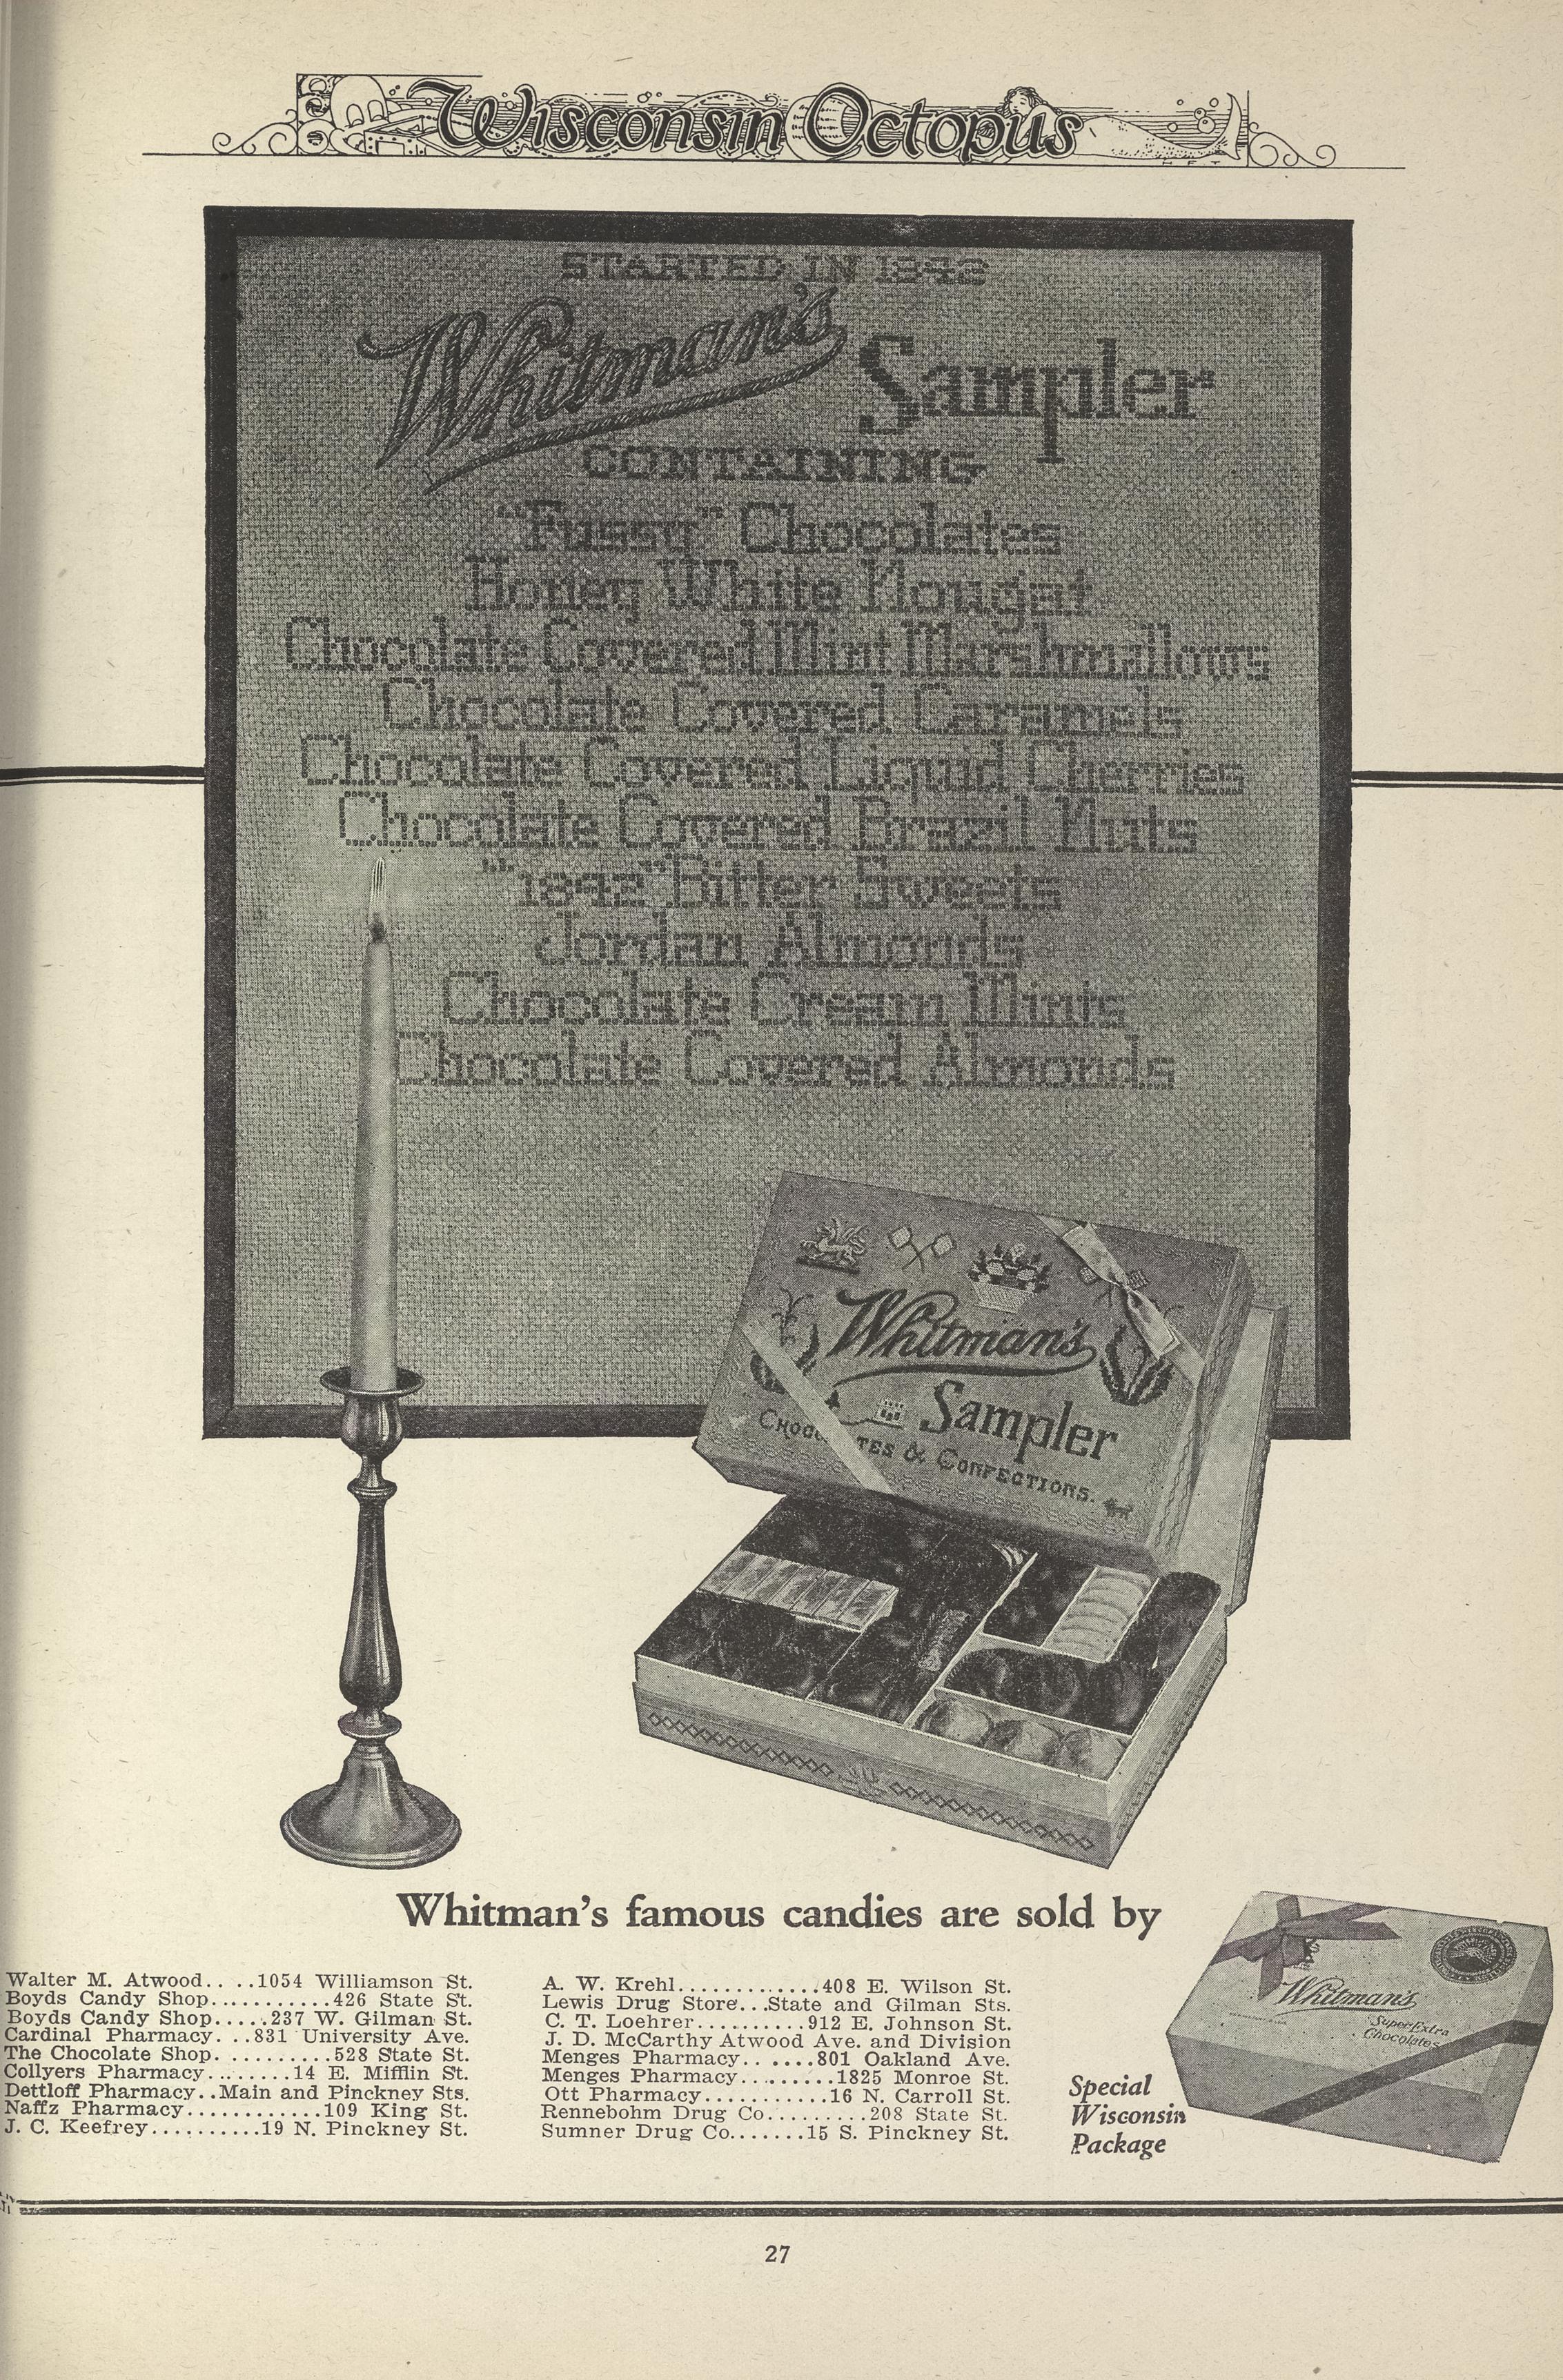 Wisconsin Octopus
STARTED IN 1842
Whitman's Sampler
CONTAINING
"Fussy" Chocolates
Honey White Nougat
Chocolate Covered Mint Marshmallows
Chocolate Covered Caramels
Chocolate Covered Liquid Cherries
Chocolate Covered Brazil Nuts
"1842" Bitter Sweets
Jordan Almonds
Chocolate Cream Mints
Chocolate Covered Almonds
Whitman's
Sampler
CHOC TES & CONFECTIONS.
Whitman's famous candies are sold by
Walter M. Atwood.. ..1054 Williamson St.
Boyds Candy Shop...........426 State St.
Boyds Candy Shop.....237 W. Gilman St.
Cardinal Pharmacy. ..831 University Ave.
The Chocolate Shop. ..........528 State St.
Collyers Pharmacy........14 E. Mifflin St.
Dettloff Pharmacy..Main and Pinckney Sts.
Naffz Pharmacy............109 King St.
J. C. Keefrey..........19 N. Pinckney St.
A. W. Krehl.............408 E. Wilson St.
Lewis Drug Store...State and Gilman Sts.
C. T. Loehrer..........912 E. Johnson St.
J. D. McCarthy Atwood Ave. and Division
Menges Pharmacy.. .....801 Oakland Ave.
Menges Pharmacy.........1825 Monroe St.
Ott Pharmacy...........16 N. Carroll St.
Rennebohm Drug Co.........208 State St.
Sumner Drug Co.......15 S. Pinckney St.
Whitman's
Super Extra
Chocolates
Special
Wisconsin
Package
27